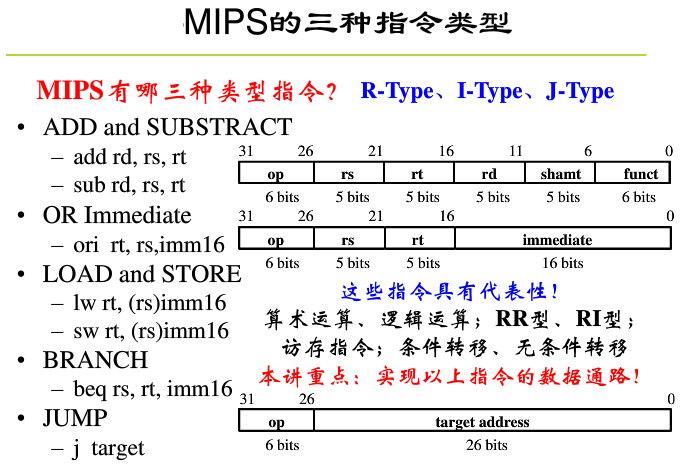 MIPS的三种指令类型
MIPS有哪三种类型指令? R-Type、I-Type、J-Type
• ADD and SUBSTRACT
– add rd, rs, rt
– sub rd, rs, rt
31 26 21 16 11 6 0
op rs rt rd shamt funct
6 bits 5 bits 5 bits 5 bits 5 bits 6 bits
• OR Immediate
– ori rt, rs,imm16
31 26 21 16 0
op rs rt immediate
6 bits 5 bits 5 bits 16 bits
• LOAD and STORE
– lw rt, (rs)imm16
– sw rt, (rs)imm16
这些指令具有代表性!
算术运算、逻辑运算;RR型、RI型;
访存指令;条件转移、无条件转移
本讲重点:实现以上指令的数据通路!
• BRANCH
– beq rs, rt, imm16
• JUMP
– j target
31 26 0
op target address
6 bits 26 bits